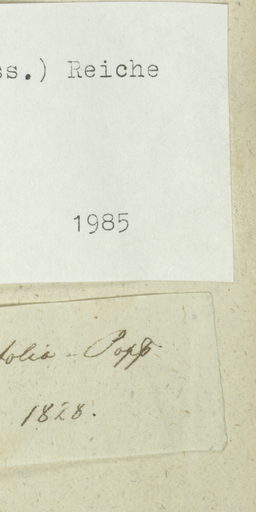 ss.) Reiche
1985
folia - Popp
1828.